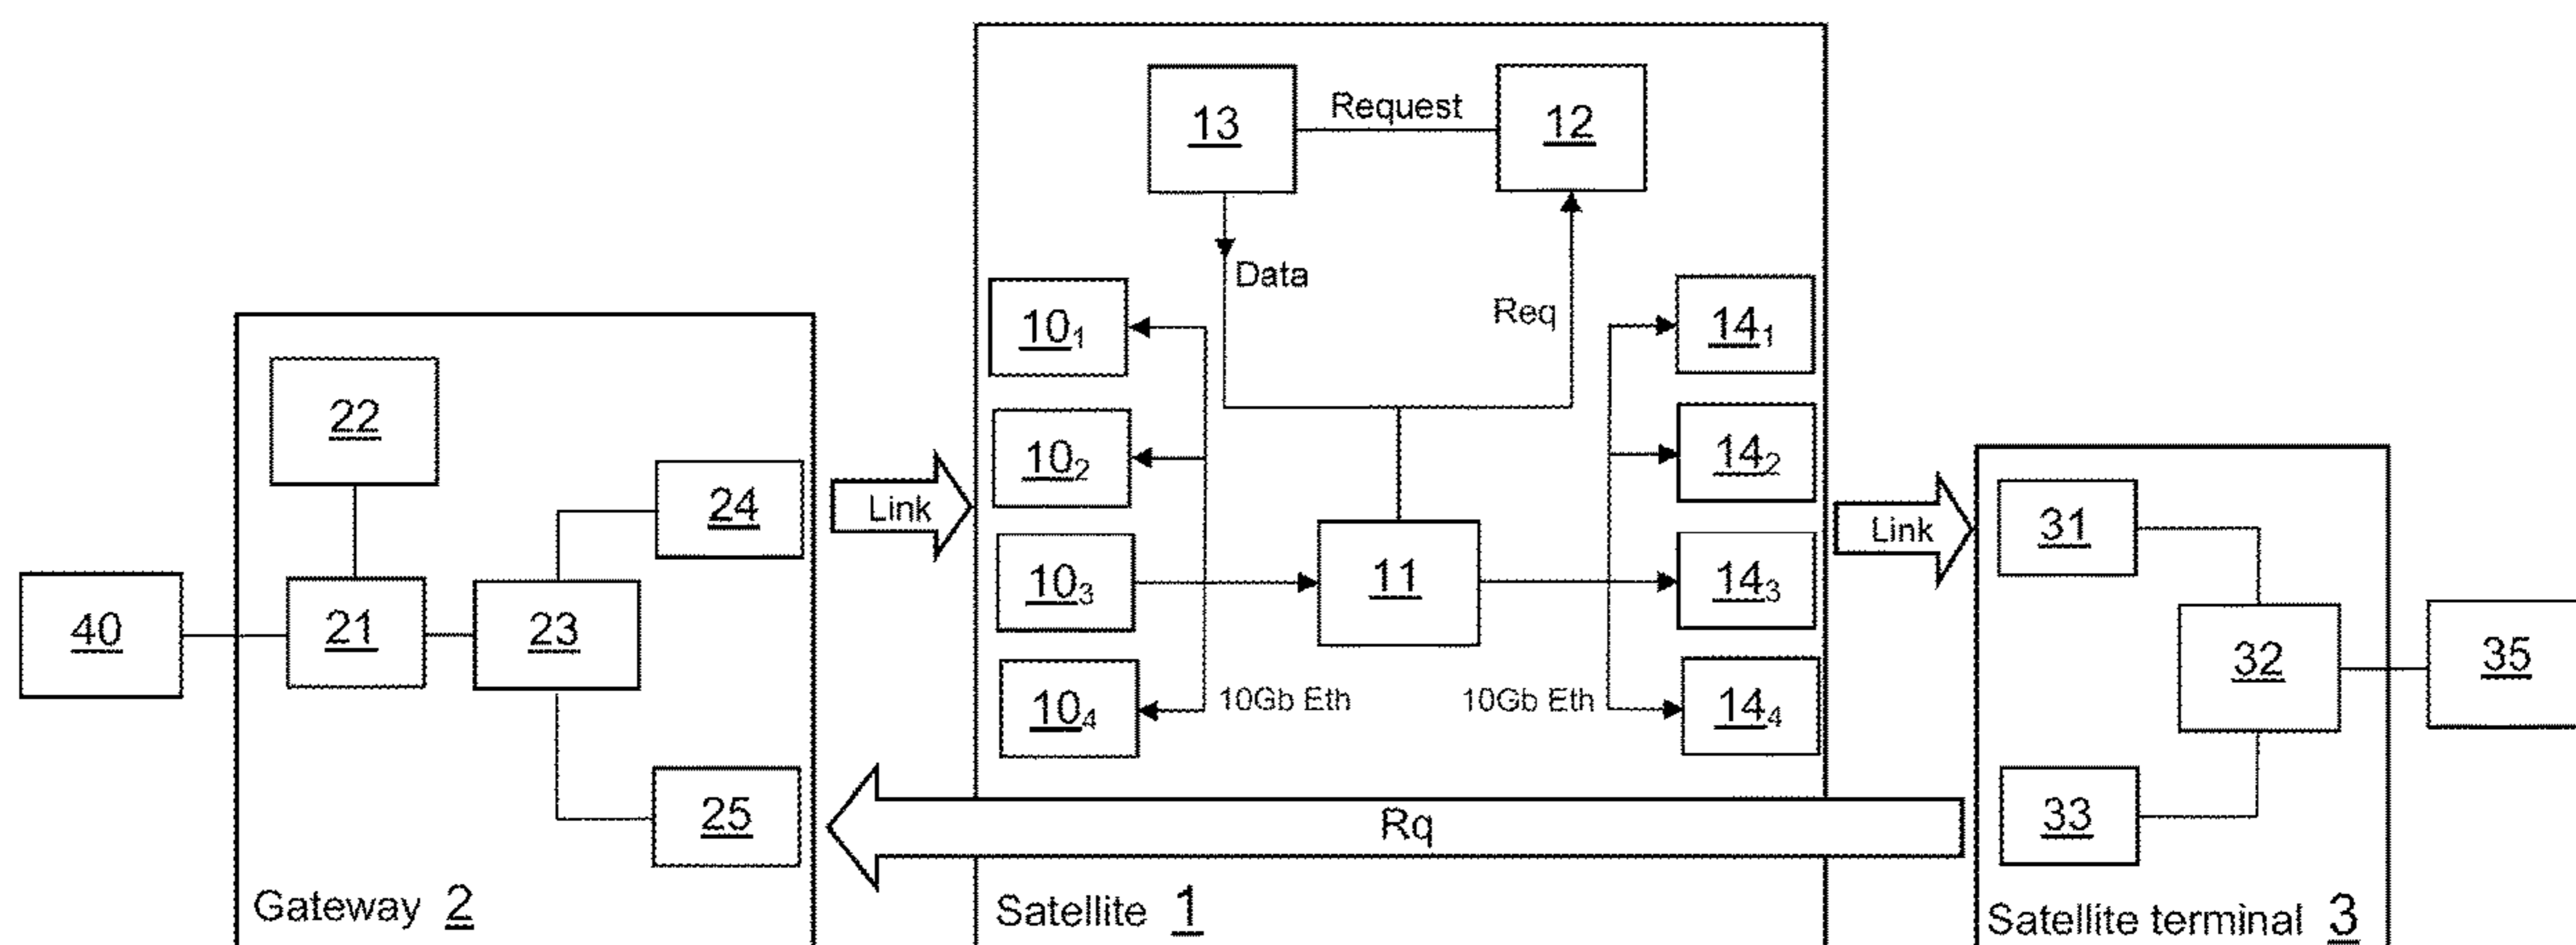 13
Request
12
Data
Req
10₁
14₁
22
10₂
14₂
24
Link
Link
31
40
21
23
10₃
11
14₃
32
35
10₄
10Gb Eth
10Gb Eth
14₄
25
Rq
33
Gateway 2
Satellite 1
Satellite terminal 3